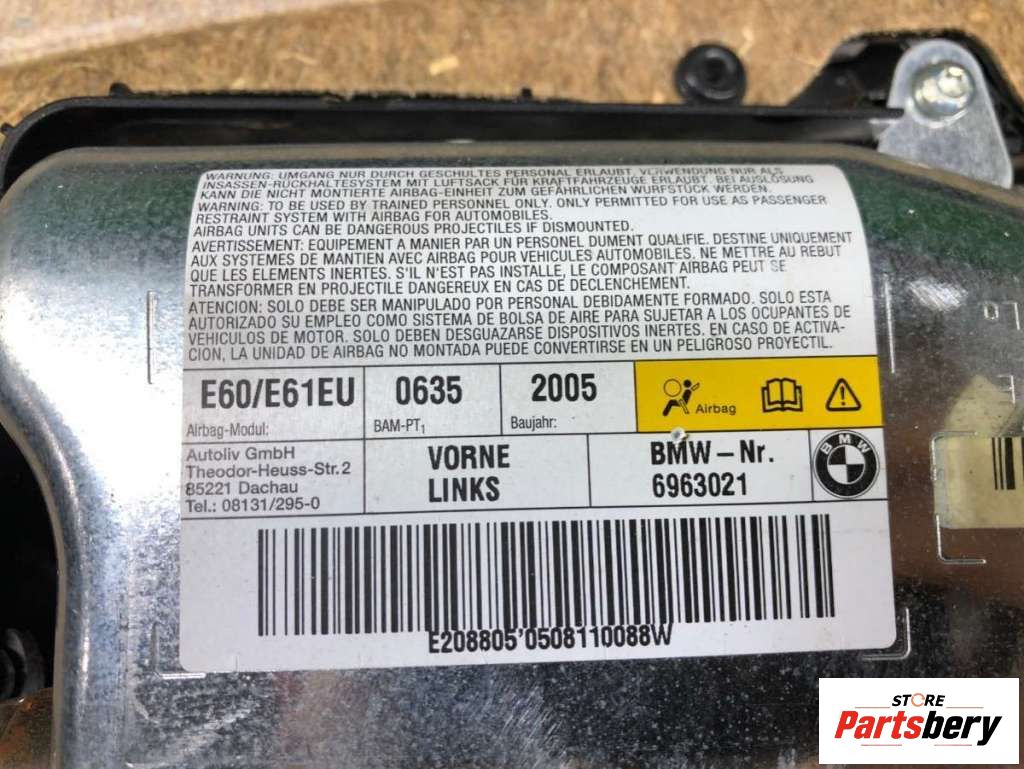 WARNUNG: UMGANG NUR DURCH GESCHULTES PERSONAL ERLAUBT. VERWENDUNG NUR ALS
INSASSEN-RÜCKHALTESYSTEM MIT LUFTSACK FÜR KRAFTFAHRZEUGE ERLAUBT. BEI AUSLÖSUNG
KANN DIE NICHT MONTIERTE AIRBAG-EINHEIT ZUM GEFÄHRLICHEN WURFSTÜCK WERDEN.
WARNING: TO BE USED BY TRAINED PERSONNEL ONLY. ONLY PERMITTED FOR USE AS PASSENGER
RESTRAINT SYSTEM WITH AIRBAG FOR AUTOMOBILES.
AIRBAG UNITS CAN BE DANGEROUS PROJECTILES IF DISMOUNTED.
AVERTISSEMENT: EQUIPEMENT A MANIER PAR UN PERSONEL DUMENT QUALIFIE. DESTINE UNIQUEMENT
AUX SYSTEMES DE MANTIEN AVEC AIRBAG POUR VEHICULES AUTOMOBILES. NE METTRE AU REBUT
QUE LES ELEMENTS INERTES. S'IL N'EST PAS INSTALLE, LE COMPOSANT AIRBAG PEUT SE
TRANSFORMER EN PROJECTILE DANGEREUX EN CAS DE DECLENCHEMENT.
ATENCION: SOLO DEBE SER MANIPULADO POR PERSONAL DEBIDAMENTE FORMADO. SOLO ESTA
AUTORIZADO SU EMPLEO COMO SISTEMA DE BOLSA DE AIRE PARA SUJETAR A LOS OCUPANTES DE
VEHICULOS DE MOTOR. SOLO DEBEN DESGUAZARSE DISPOSITIVOS INERTES. EN CASO DE ACTIVA-
CION, LA UNIDAD DE AIRBAG NO MONTADA PUEDE CONVERTIRSE EN UN PELIGROSO PROYECTIL.
E60/E61EU 0635 2005
Airbag-Modul: BAM-PT1 Baujahr: Airbag
Autoliv GmbH
Theodor-Heuss-Str.2
85221 Dachau
Tel.: 08131/295-0
VORNE
LINKS
BMW-Nr.
6963021
BMW
E208805'0508110088W
STORE
Partsbery